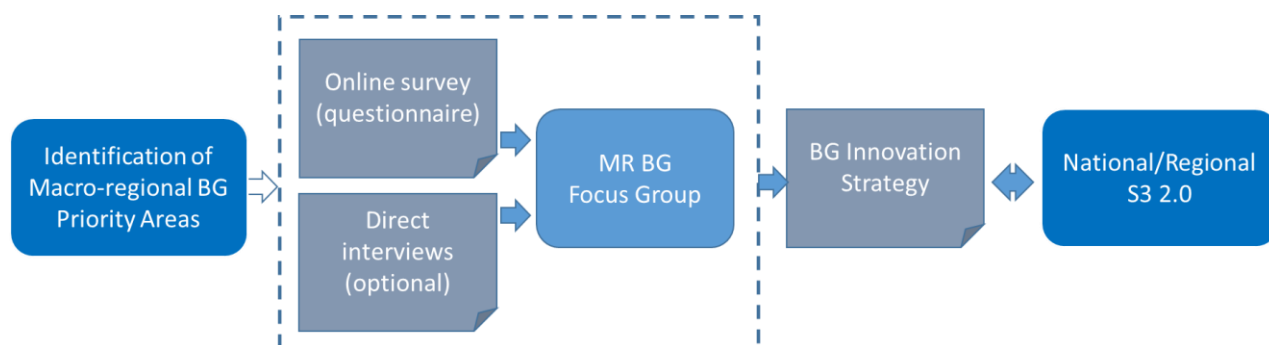 Identification of
Macro-regional BG
Priority Areas
Online survey
(questionnaire)
Direct
interviews
(optional)
MR BG
Focus Group
BG Innovation
Strategy
National/Regional
S3 2.0